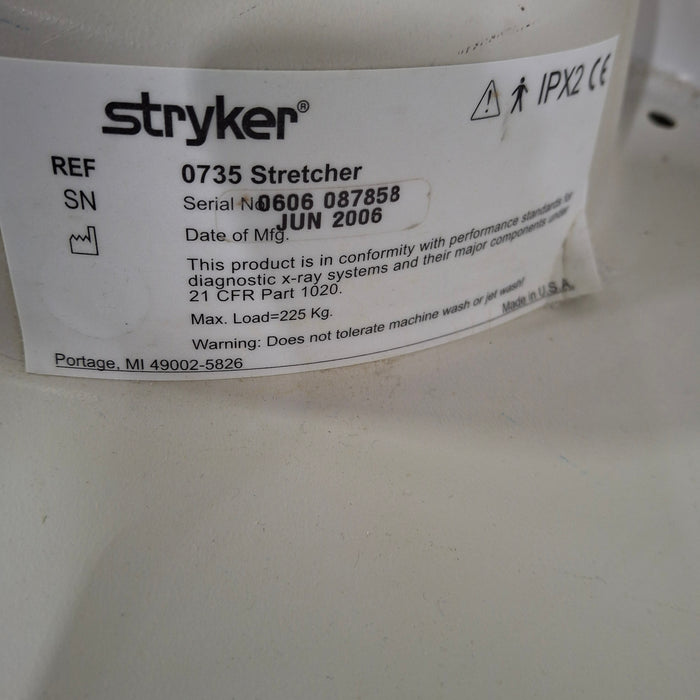 stryker®
IPX2 CE
REF 0735 Stretcher
SN Serial No 0606 087858
JUN 2006
Date of Mfg.
This product is in conformity with performance standards for
diagnostic x-ray systems and their major components under
21 CFR Part 1020.
Max. Load=225 Kg.
Warning: Does not tolerate machine wash or jet wash!
Made in U.S.A.
Portage, MI 49002-5826